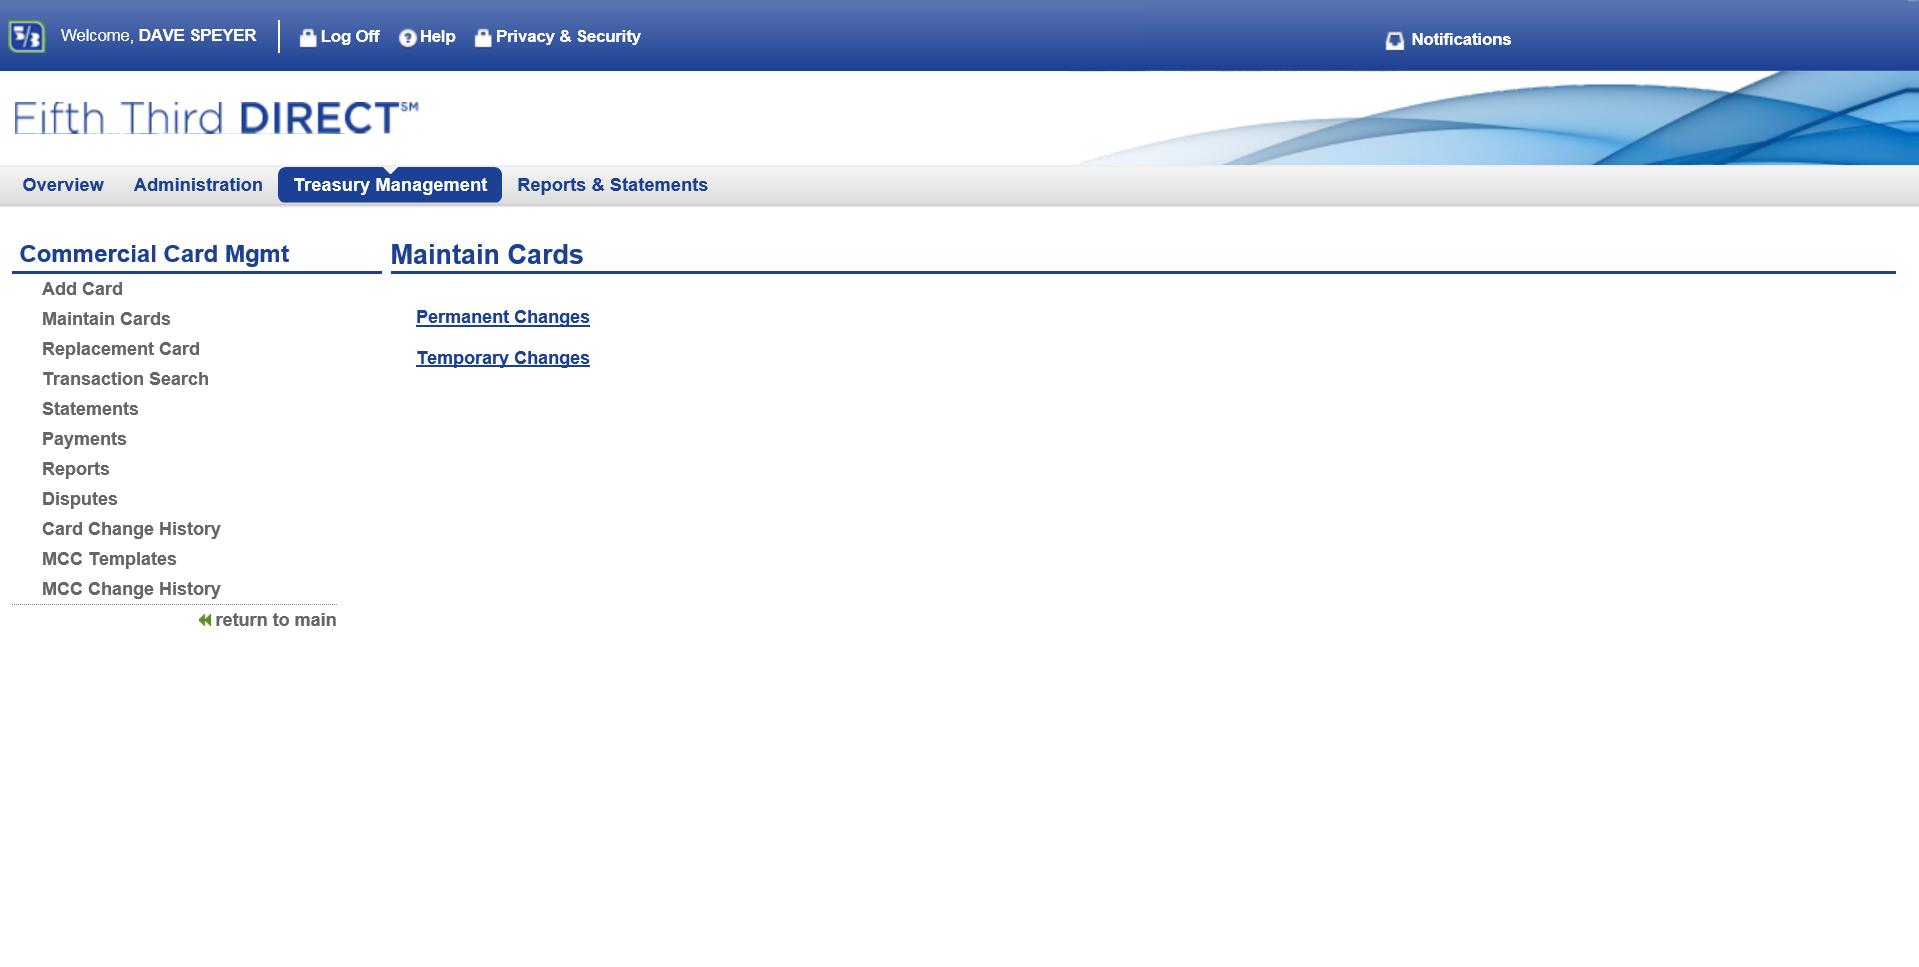 5/3 Welcome, DAVE SPEYER Log Off Help Privacy & Security Notifications
Fifth Third DIRECT℠
Overview Administration Treasury Management Reports & Statements
Commercial Card Mgmt
Add Card
Maintain Cards
Replacement Card
Transaction Search
Statements
Payments
Reports
Disputes
Card Change History
MCC Templates
MCC Change History
return to main
Maintain Cards
Permanent Changes
Temporary Changes